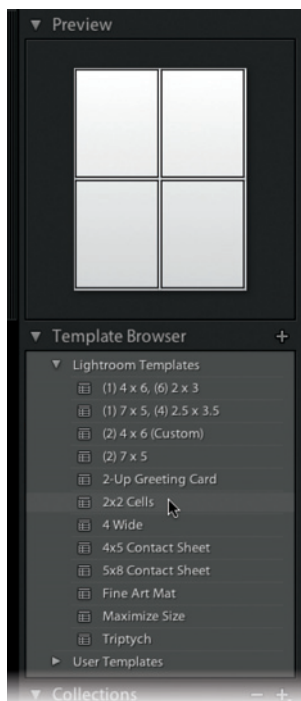 Preview
Template Browser +
Lightroom Templates
(1) 4 x 6, (6) 2 x 3
(1) 7 x 5, (4) 2.5 x 3.5
(2) 4 x 6 (Custom)
(2) 7 x 5
2-Up Greeting Card
2x2 Cells
4 Wide
4x5 Contact Sheet
5x8 Contact Sheet
Fine Art Mat
Maximize Size
Triptych
User Templates
Collections − +